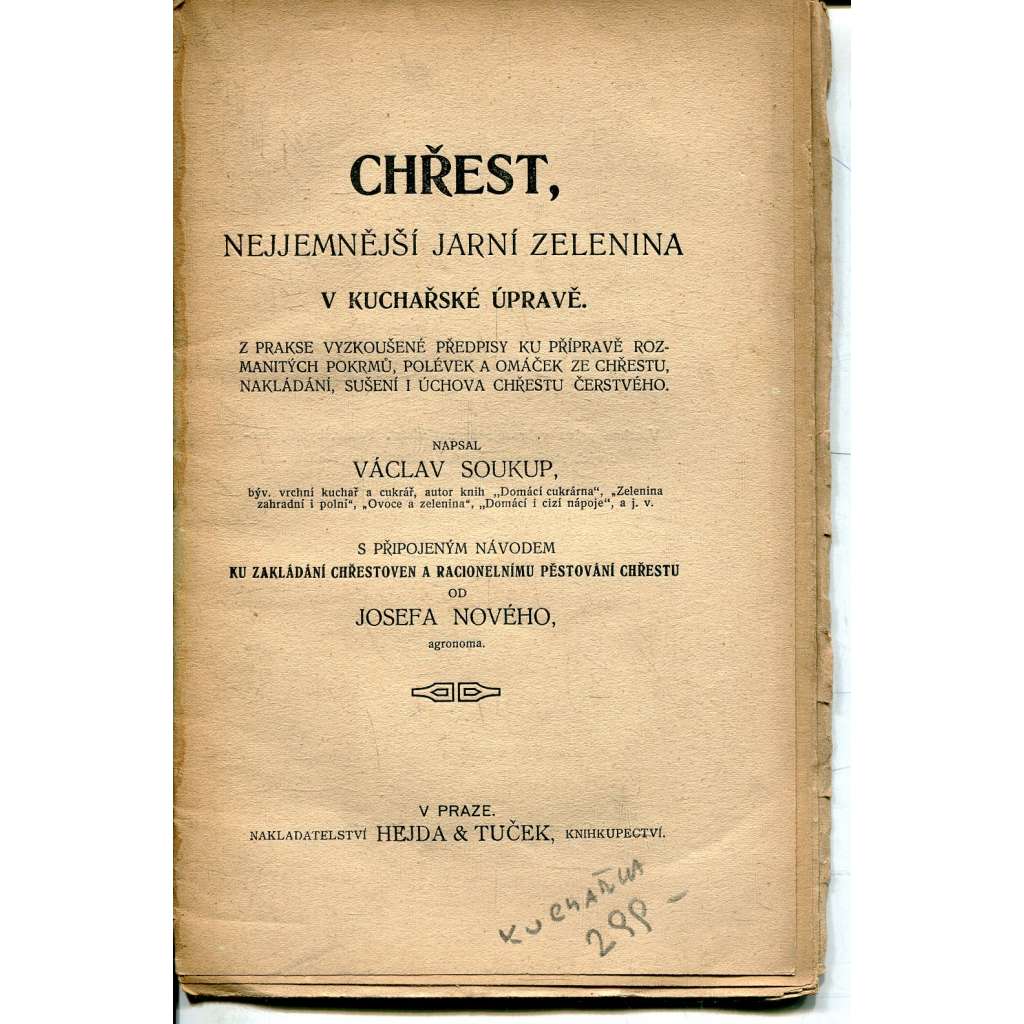 CHŘEST,
NEJJEMNĚJŠÍ JARNÍ ZELENINA
V KUCHAŘSKÉ ÚPRAVĚ.
Z PRAKSE VYZKOUŠENÉ PŘEDPISY KU PŘÍPRAVĚ ROZ-
MANITÝCH POKRMŮ, POLÉVEK A OMÁČEK ZE CHŘESTU,
NAKLÁDÁNÍ, SUŠENÍ I ÚCHOVA CHŘESTU ČERSTVÉHO.
NAPSAL
VÁCLAV SOUKUP,
býv. vrchní kuchař a cukrář, autor knih „Domácí cukrárna“, „Zelenina
zahradní i polní“, „Ovoce a zelenina“, „Domácí i cizí nápoje“, a j. v.
S PŘIPOJENÝM NÁVODEM
KU ZAKLÁDÁNÍ CHŘESTOVEN A RACIONELNÍMU PĚSTOVÁNÍ CHŘESTU
OD
JOSEFA NOVÉHO,
agronoma.
V PRAZE.
NAKLADATELSTVÍ HEJDA & TUČEK, KNIHKUPECTVÍ.
KUCHAŘKA
299-